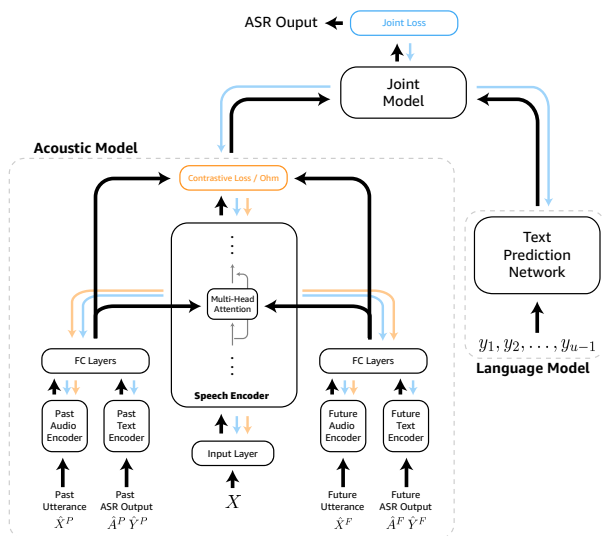 ASR Ouput
Joint Loss
Joint
Model
Acoustic Model
Contrastive Loss / Ohm
Multi-Head
Attention
Text
Prediction
Network
FC Layers
FC Layers
Speech Encoder
y_1, y_2, . . . , y_{u-1}
Language Model
Past
Audio
Encoder
Past
Text
Encoder
Input Layer
Future
Audio
Encoder
Future
Text
Encoder
Past
Utterance
X̂^P
Past
ASR Output
Â^P Ŷ^P
X
Future
Utterance
X̂^F
Future
ASR Output
Â^F Ŷ^F